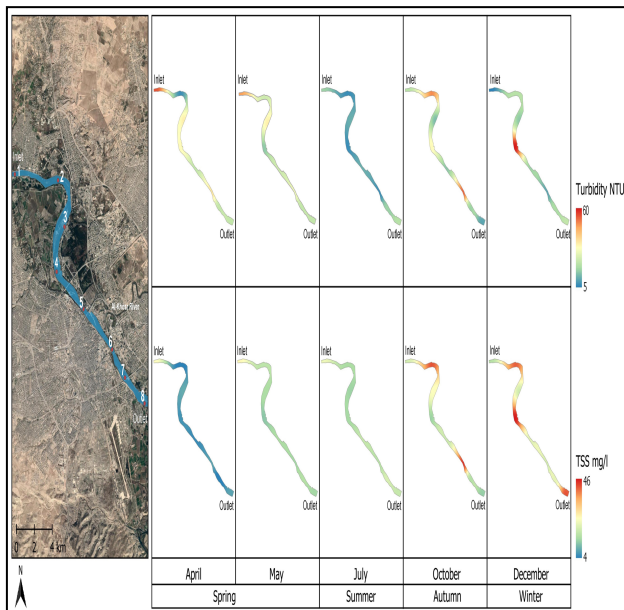 Inlet
1
2
3
4
5
Al-Khosr River
6
7
8
Outlet
0 2 4 km
N
Inlet
Outlet
Inlet
Outlet
Inlet
Outlet
Inlet
Outlet
Inlet
Outlet
Turbidity NTU
60
5
Inlet
Outlet
Inlet
Outlet
Inlet
Outlet
Inlet
Outlet
Inlet
Outlet
TSS mg/l
46
4
April May July October December
Spring Summer Autumn Winter